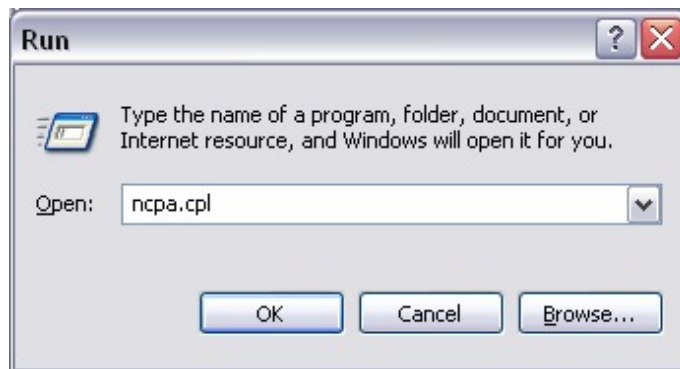 Run
Type the name of a program, folder, document, or
Internet resource, and Windows will open it for you.
Open: ncpa.cpl
OK Cancel Browse...